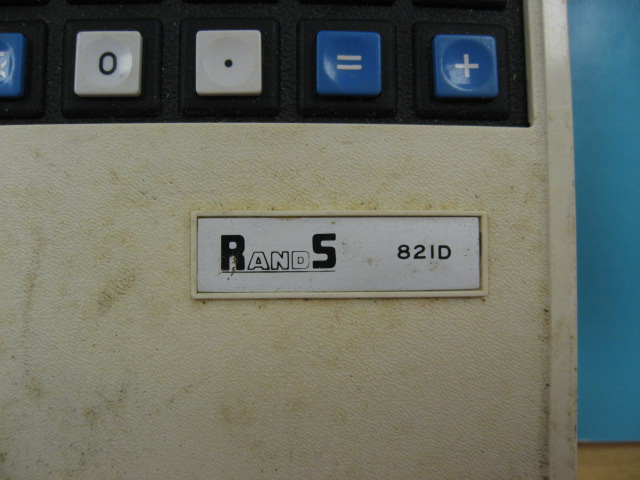 0 . = +
RANDS 821D